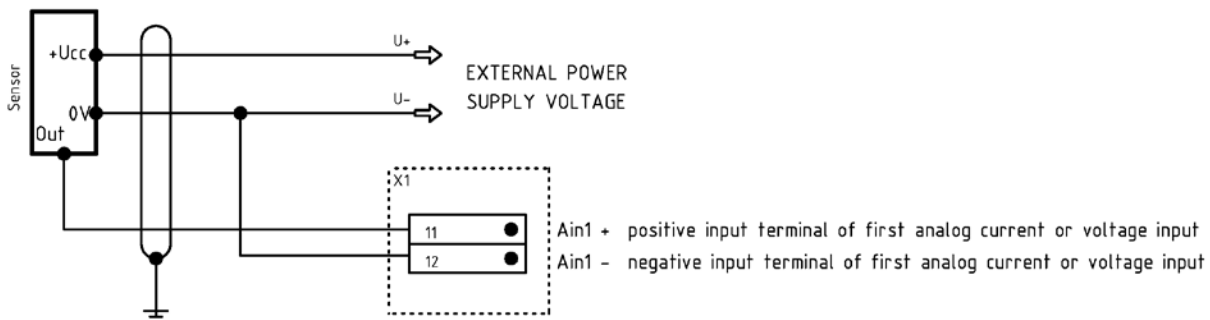 Sensor
+Ucc
0V
Out
U+
U-
EXTERNAL POWER
SUPPLY VOLTAGE
X1
11
12
Ain1 + positive input terminal of first analog current or voltage input
Ain1 - negative input terminal of first analog current or voltage input